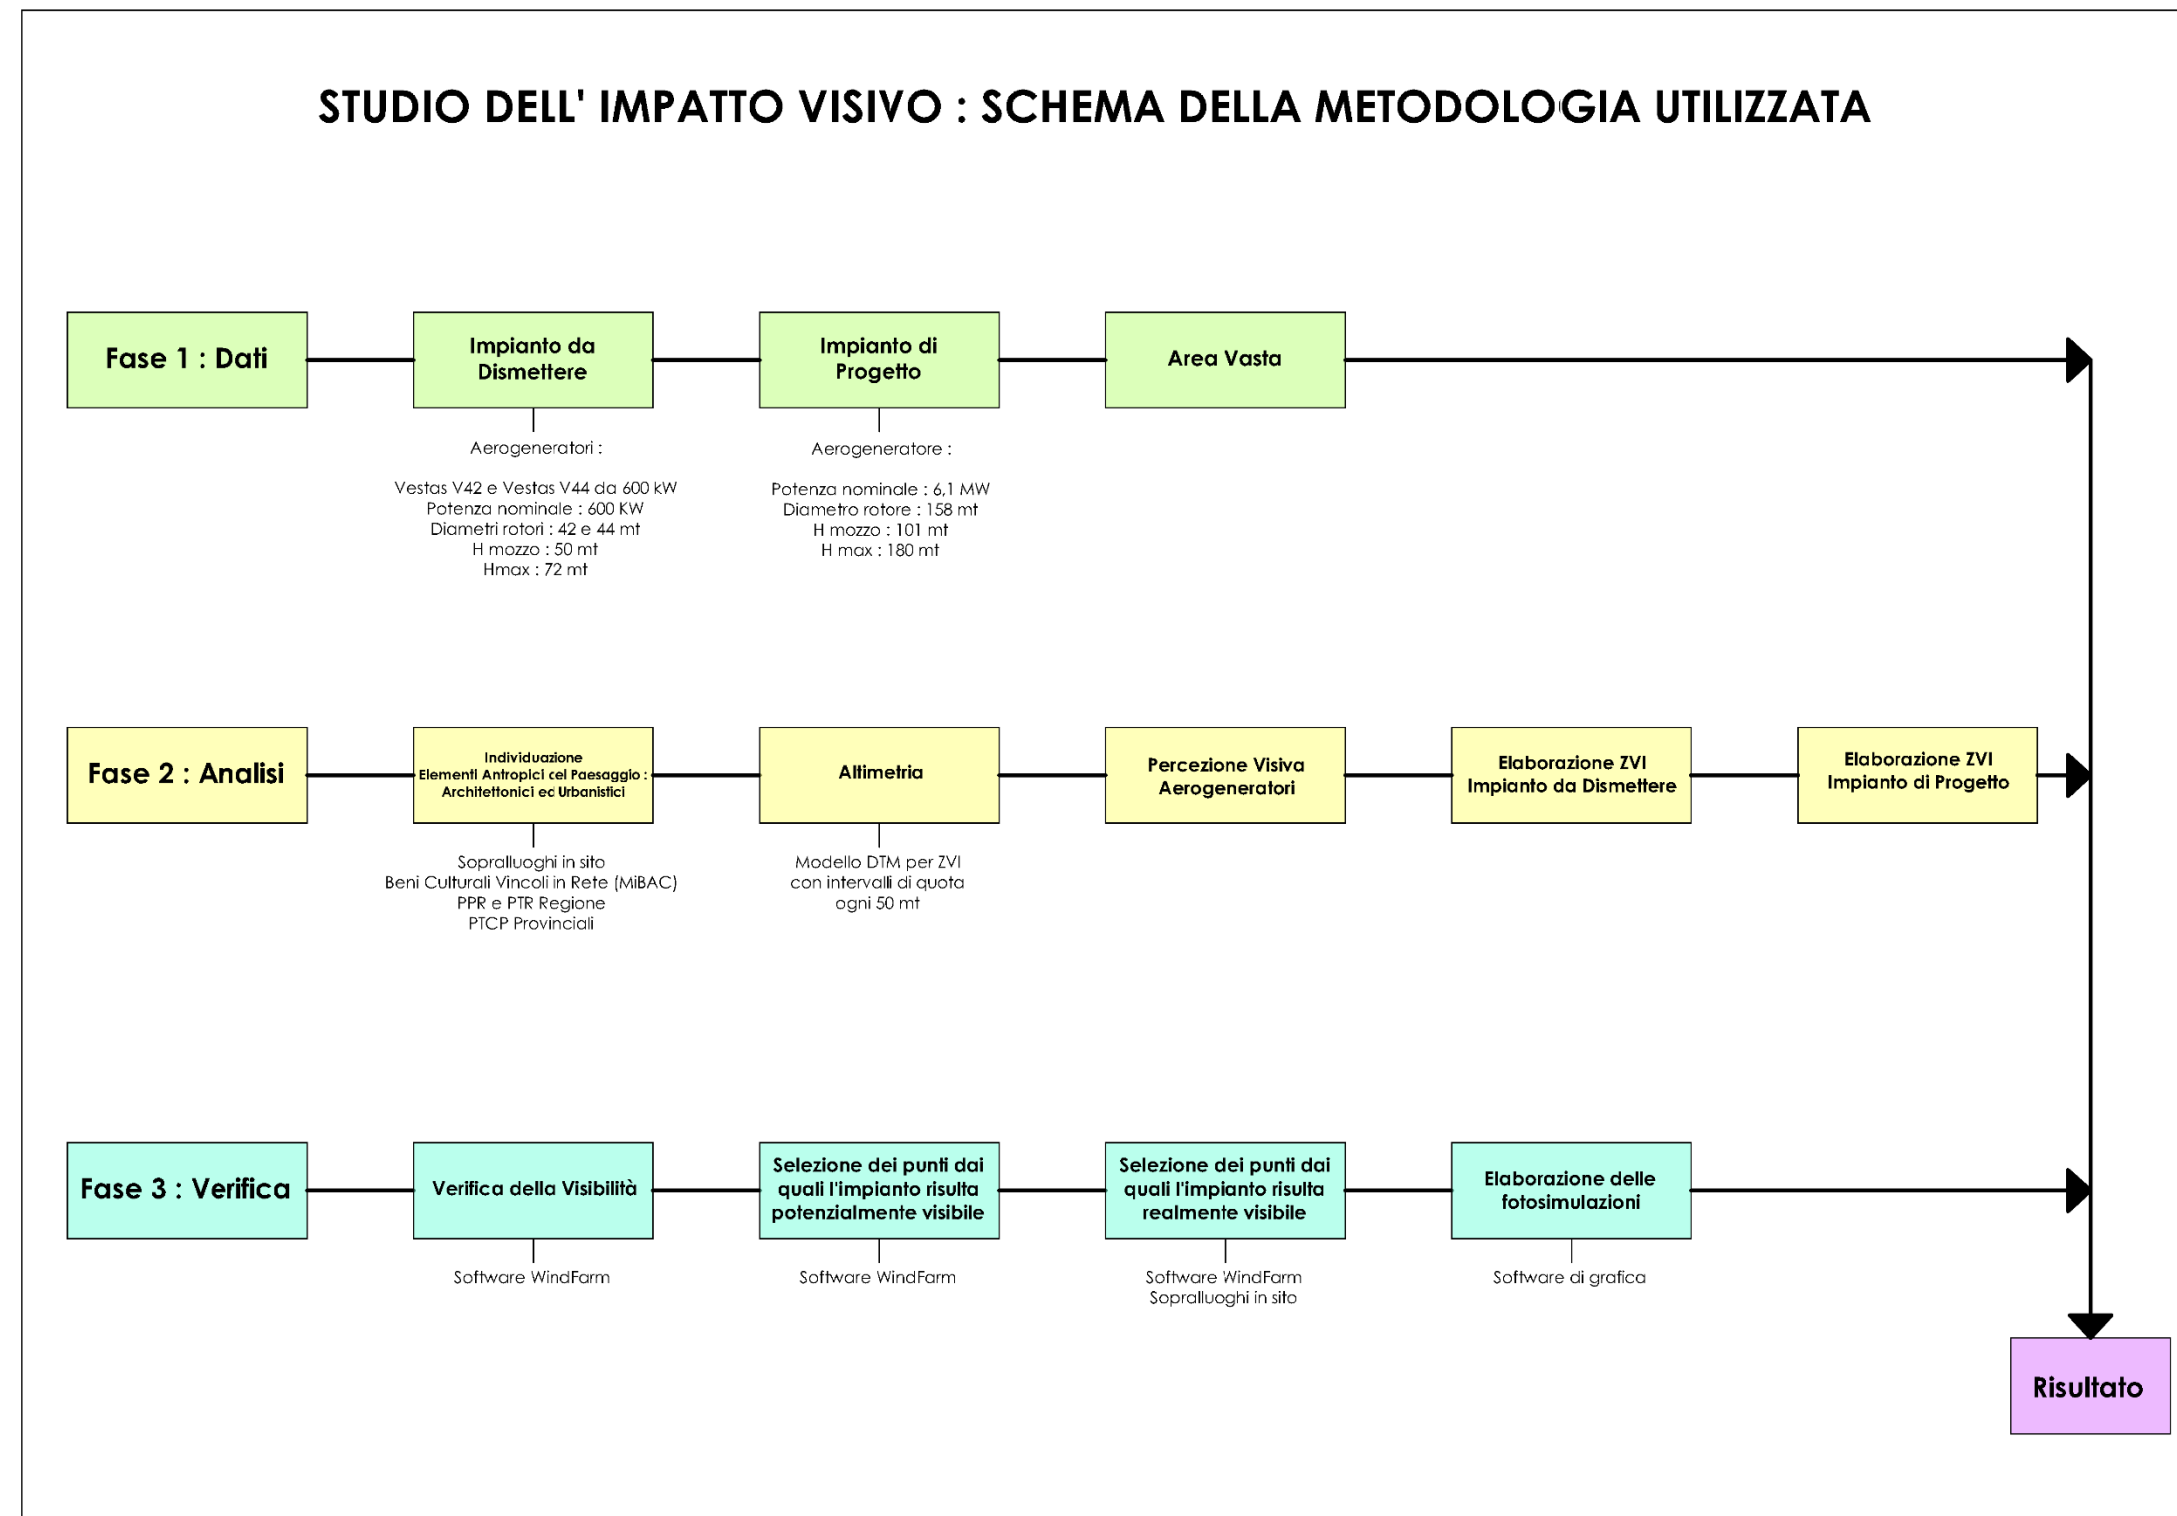 STUDIO DELL' IMPATTO VISIVO : SCHEMA DELLA METODOLOGIA UTILIZZATA
Fase 1 : Dati
Impianto da
Dismettere
Impianto di
Progetto
Area Vasta
Aerogeneratori :
Vestas V42 e Vestas V44 da 600 kW
Potenza nominale : 600 KW
Diametri rotori : 42 e 44 mt
H mozzo : 50 mt
Hmax : 72 mt
Aerogeneratore :
Potenza nominale : 6,1 MW
Diametro rotore : 158 mt
H mozzo : 101 mt
H max : 180 mt
Fase 2 : Analisi
Individuazione
Elementi Antropici del Paesaggio :
Architettonici ed Urbanistici
Altimetria
Percezione Visiva
Aerogeneratori
Elaborazione ZVI
Impianto da Dismettere
Elaborazione ZVI
Impianto di Progetto
Sopralluoghi in sito
Beni Culturali Vincoli in Rete (MiBAC)
PPR e PTR Regione
PTCP Provinciali
Modello DTM per ZVI
con intervalli di quota
ogni 50 mt
Fase 3 : Verifica
Verifica della Visibilità
Selezione dei punti dai
quali l'impianto risulta
potenzialmente visibile
Selezione dei punti dai
quali l'impianto risulta
realmente visibile
Elaborazione delle
fotosimulazioni
Software WindFarm
Software WindFarm
Software WindFarm
Sopralluoghi in sito
Software di grafica
Risultato